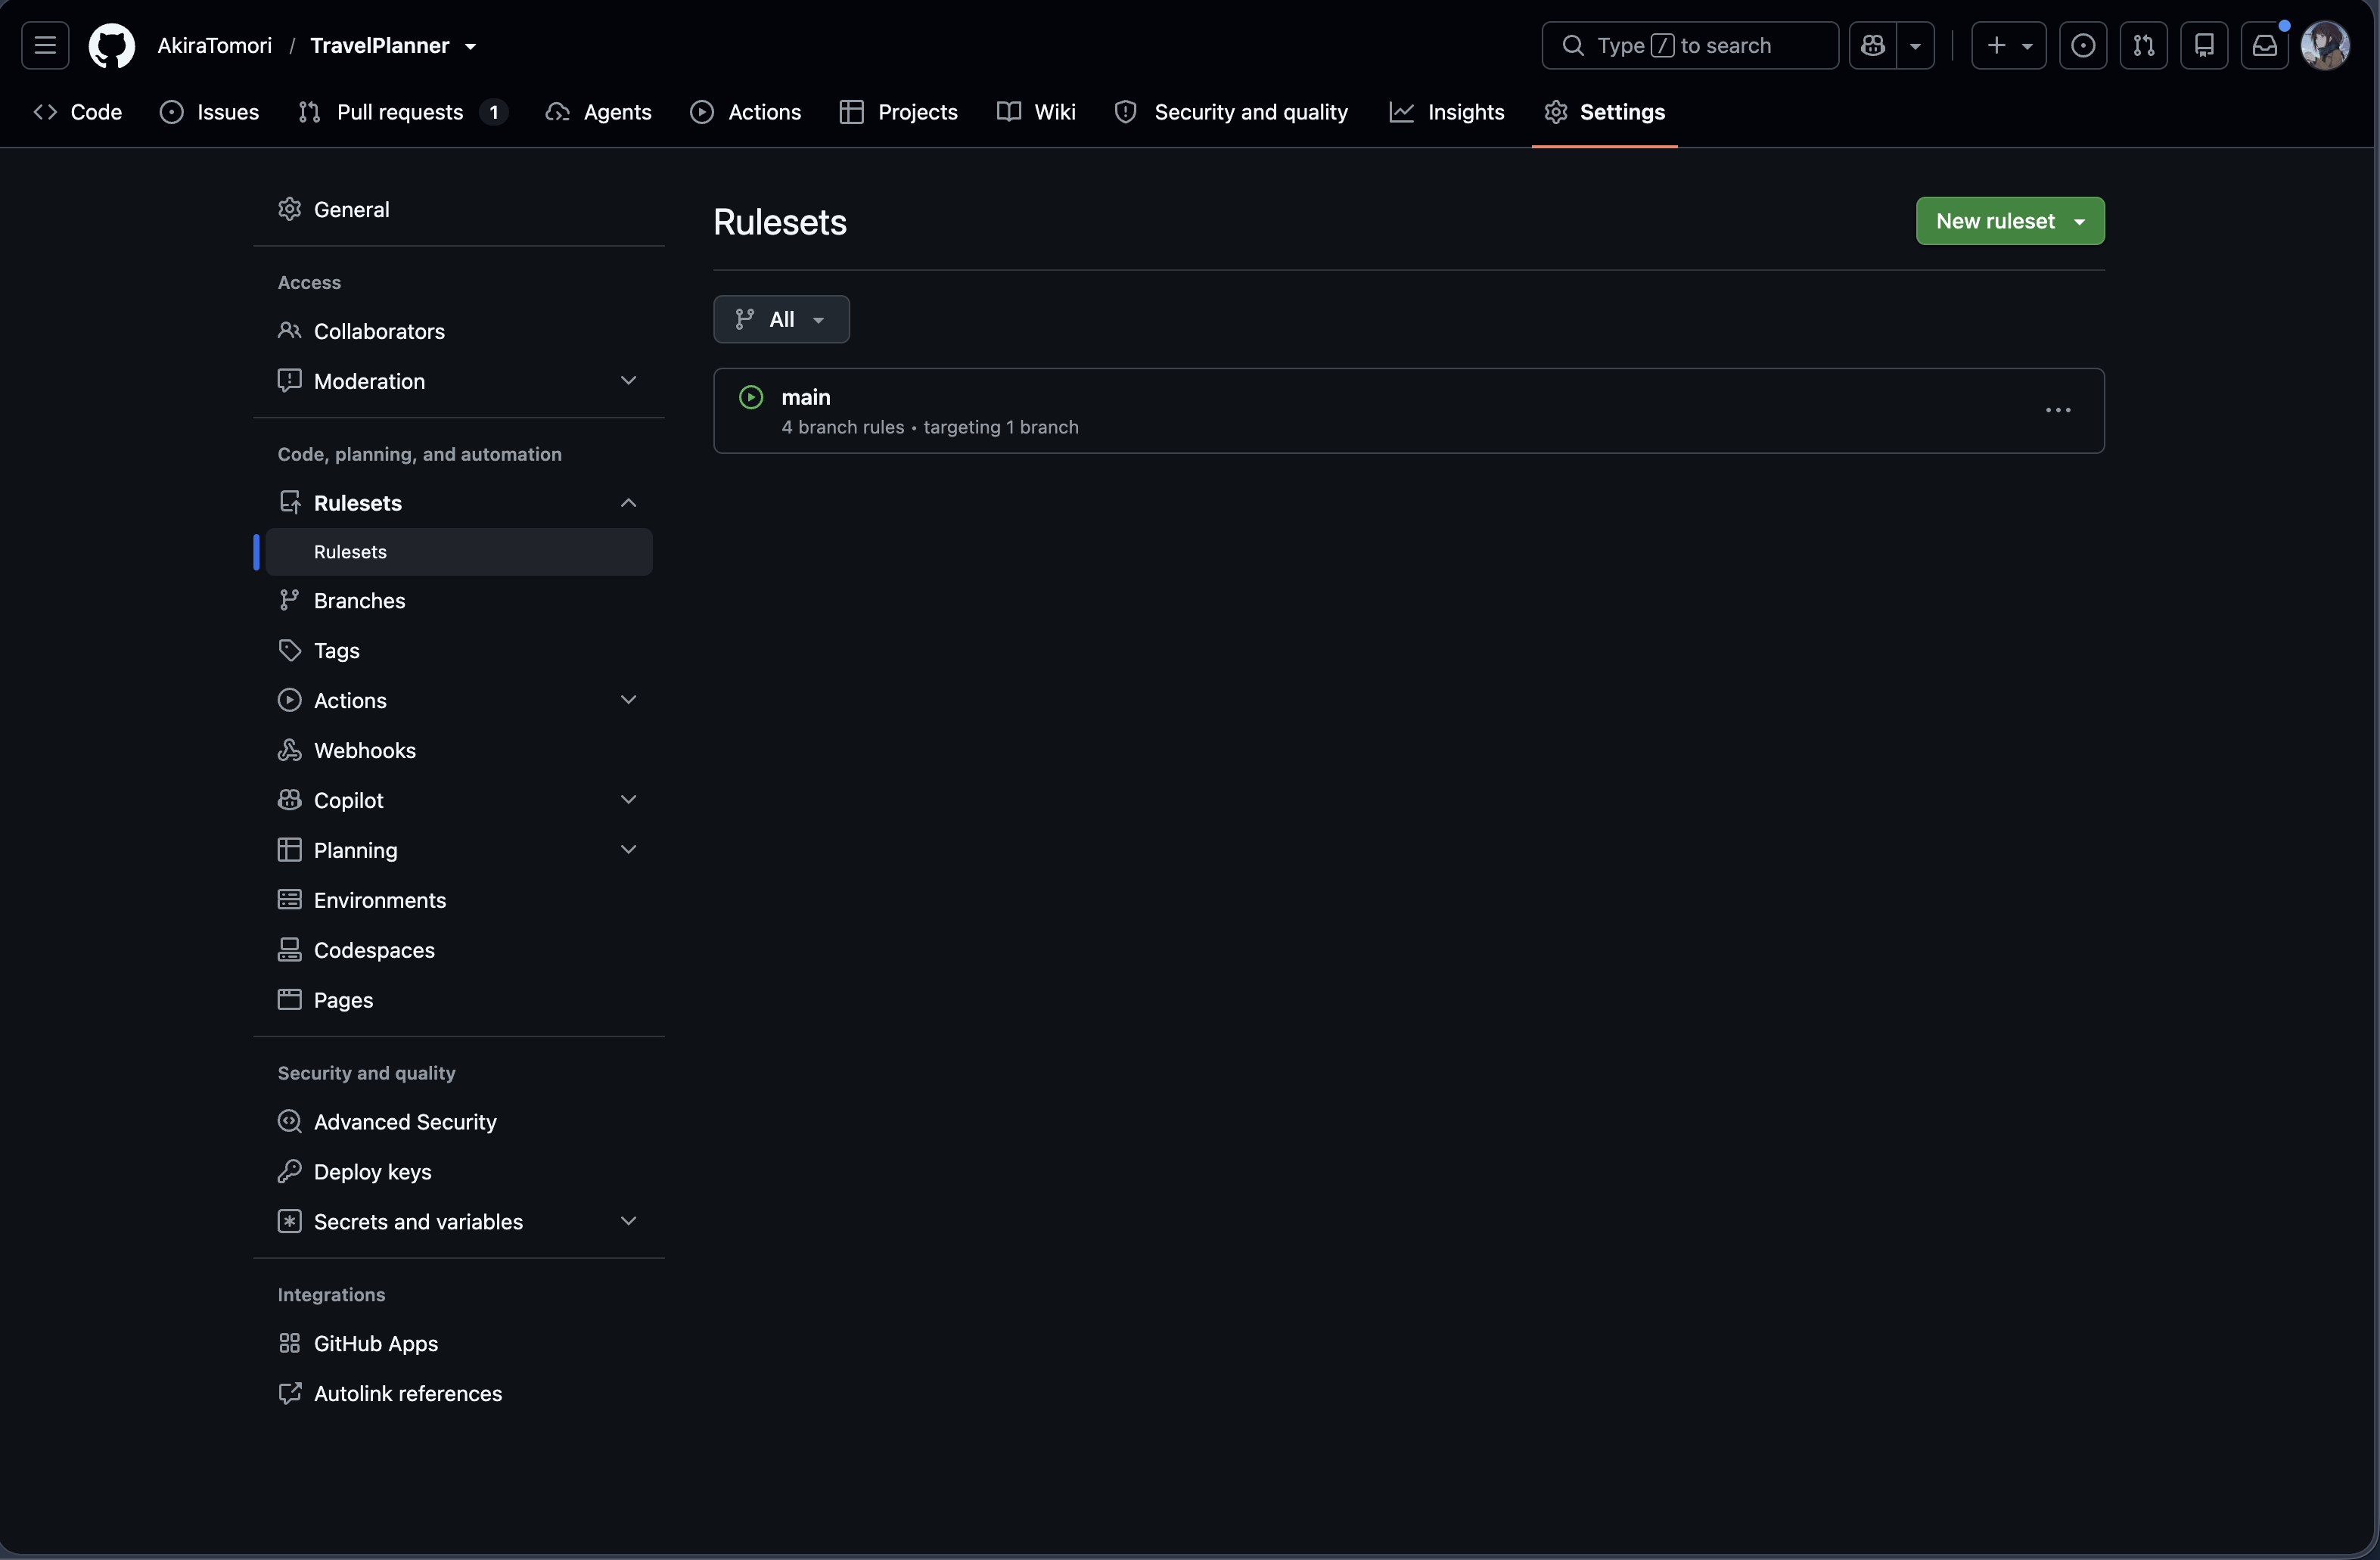 AkiraTomori / TravelPlanner
Type / to search
Code
Issues
Pull requests 1
Agents
Actions
Projects
Wiki
Security and quality
Insights
Settings
General
Access
Collaborators
Moderation
Code, planning, and automation
Rulesets
Rulesets
Branches
Tags
Actions
Webhooks
Copilot
Planning
Environments
Codespaces
Pages
Security and quality
Advanced Security
Deploy keys
Secrets and variables
Integrations
GitHub Apps
Autolink references
Rulesets
New ruleset
All
main
4 branch rules • targeting 1 branch